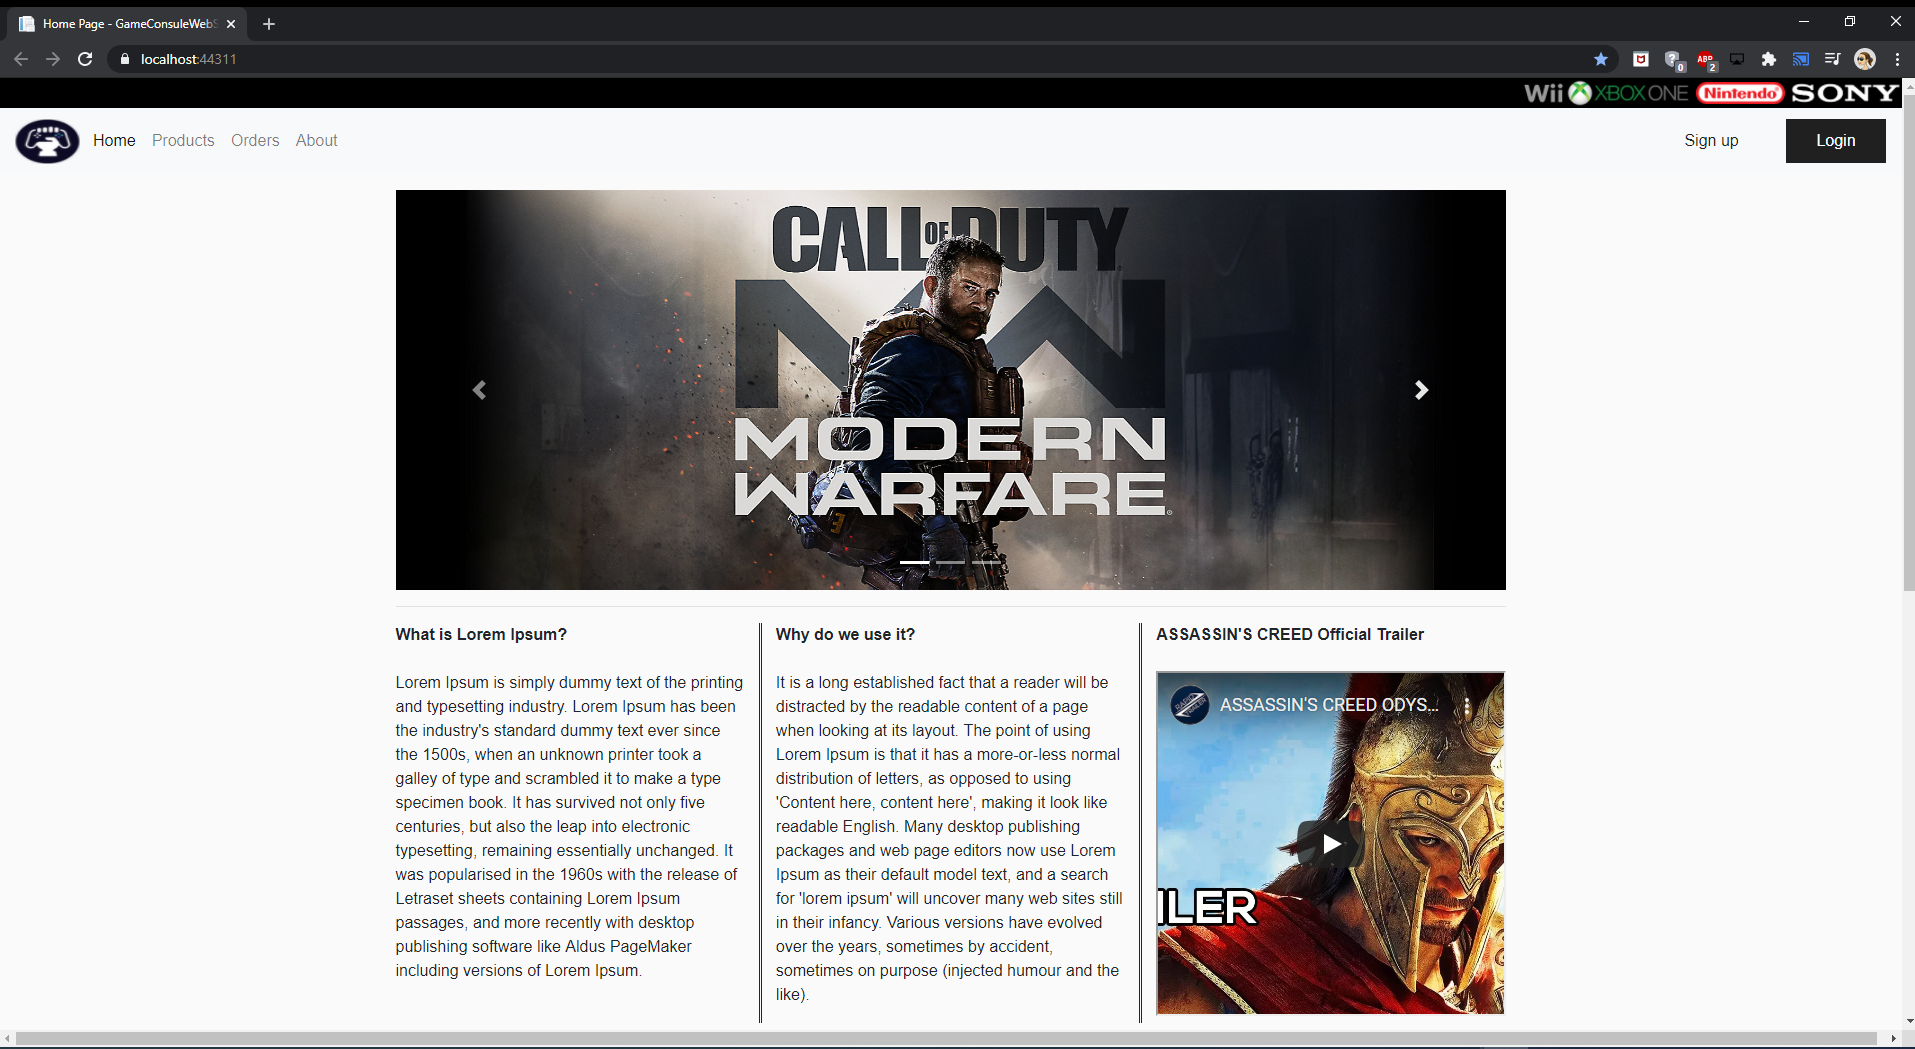 Home Page - GameConsuleWebS
localhost:44311
0
ABP
2
Wii XBOX ONE Nintendo SONY
Home Products Orders About
Sign up
Login
CALL OF DUTY
MODERN
WARFARE
What is Lorem Ipsum?
Lorem Ipsum is simply dummy text of the printing
and typesetting industry. Lorem Ipsum has been
the industry's standard dummy text ever since
the 1500s, when an unknown printer took a
galley of type and scrambled it to make a type
specimen book. It has survived not only five
centuries, but also the leap into electronic
typesetting, remaining essentially unchanged. It
was popularised in the 1960s with the release of
Letraset sheets containing Lorem Ipsum
passages, and more recently with desktop
publishing software like Aldus PageMaker
including versions of Lorem Ipsum.
Why do we use it?
It is a long established fact that a reader will be
distracted by the readable content of a page
when looking at its layout. The point of using
Lorem Ipsum is that it has a more-or-less normal
distribution of letters, as opposed to using
'Content here, content here', making it look like
readable English. Many desktop publishing
packages and web page editors now use Lorem
Ipsum as their default model text, and a search
for 'lorem ipsum' will uncover many web sites still
in their infancy. Various versions have evolved
over the years, sometimes by accident,
sometimes on purpose (injected humour and the
like).
ASSASSIN'S CREED Official Trailer
ASSASSIN'S CREED ODYS...
ILER